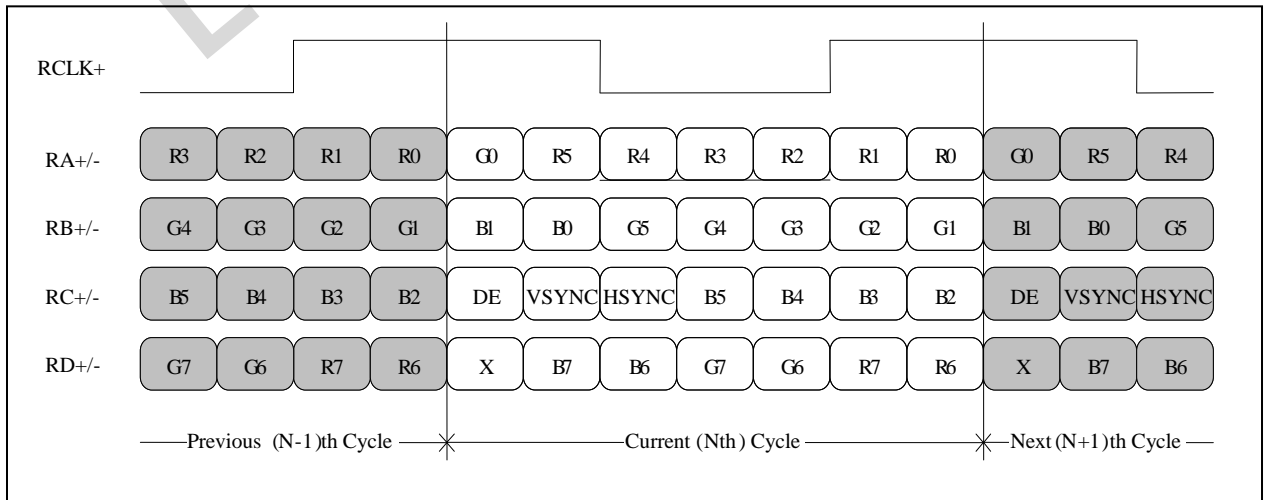 RCLK+
RA+/- R3 R2 R1 R0 G0 R5 R4 R3 R2 R1 R0 G0 R5 R4
RB+/- G4 G3 G2 G1 B1 B0 G5 G4 G3 G2 G1 B1 B0 G5
RC+/- B5 B4 B3 B2 DE VSYNC HSYNC B5 B4 B3 B2 DE VSYNC HSYNC
RD+/- G7 G6 R7 R6 X B7 B6 G7 G6 R7 R6 X B7 B6
Previous (N-1)th Cycle Current (Nth) Cycle Next (N+1)th Cycle